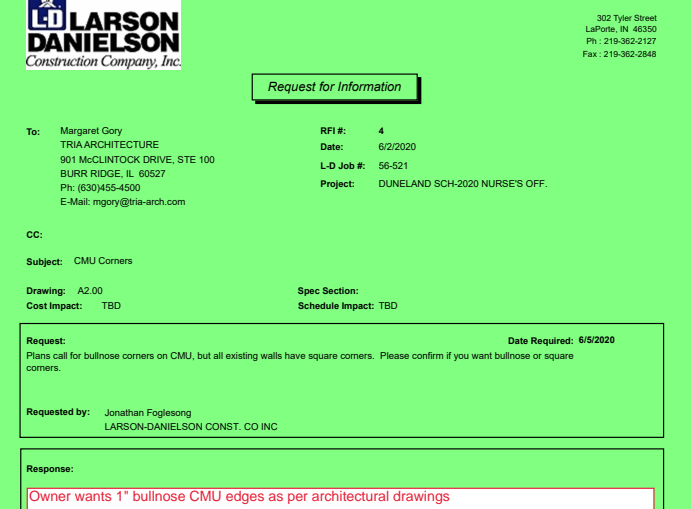 L-D LARSON
DANIELSON
Construction Company, Inc.
302 Tyler Street
LaPorte, IN 46350
Ph : 219-362-2127
Fax : 219-362-2848
Request for Information
To: Margaret Gory
TRIA ARCHITECTURE
901 McCLINTOCK DRIVE, STE 100
BURR RIDGE, IL 60527
Ph: (630)455-4500
E-Mail: mgory@tria-arch.com
RFI #: 4
Date: 6/2/2020
L-D Job #: 56-521
Project: DUNELAND SCH-2020 NURSE'S OFF.
CC:
Subject: CMU Corners
Drawing: A2.00 Spec Section:
Cost Impact: TBD Schedule Impact: TBD
Request: Date Required: 6/5/2020
Plans call for bullnose corners on CMU, but all existing walls have square corners. Please confirm if you want bullnose or square
corners.
Requested by: Jonathan Foglesong
LARSON-DANIELSON CONST. CO INC
Response:
Owner wants 1" bullnose CMU edges as per architectural drawings